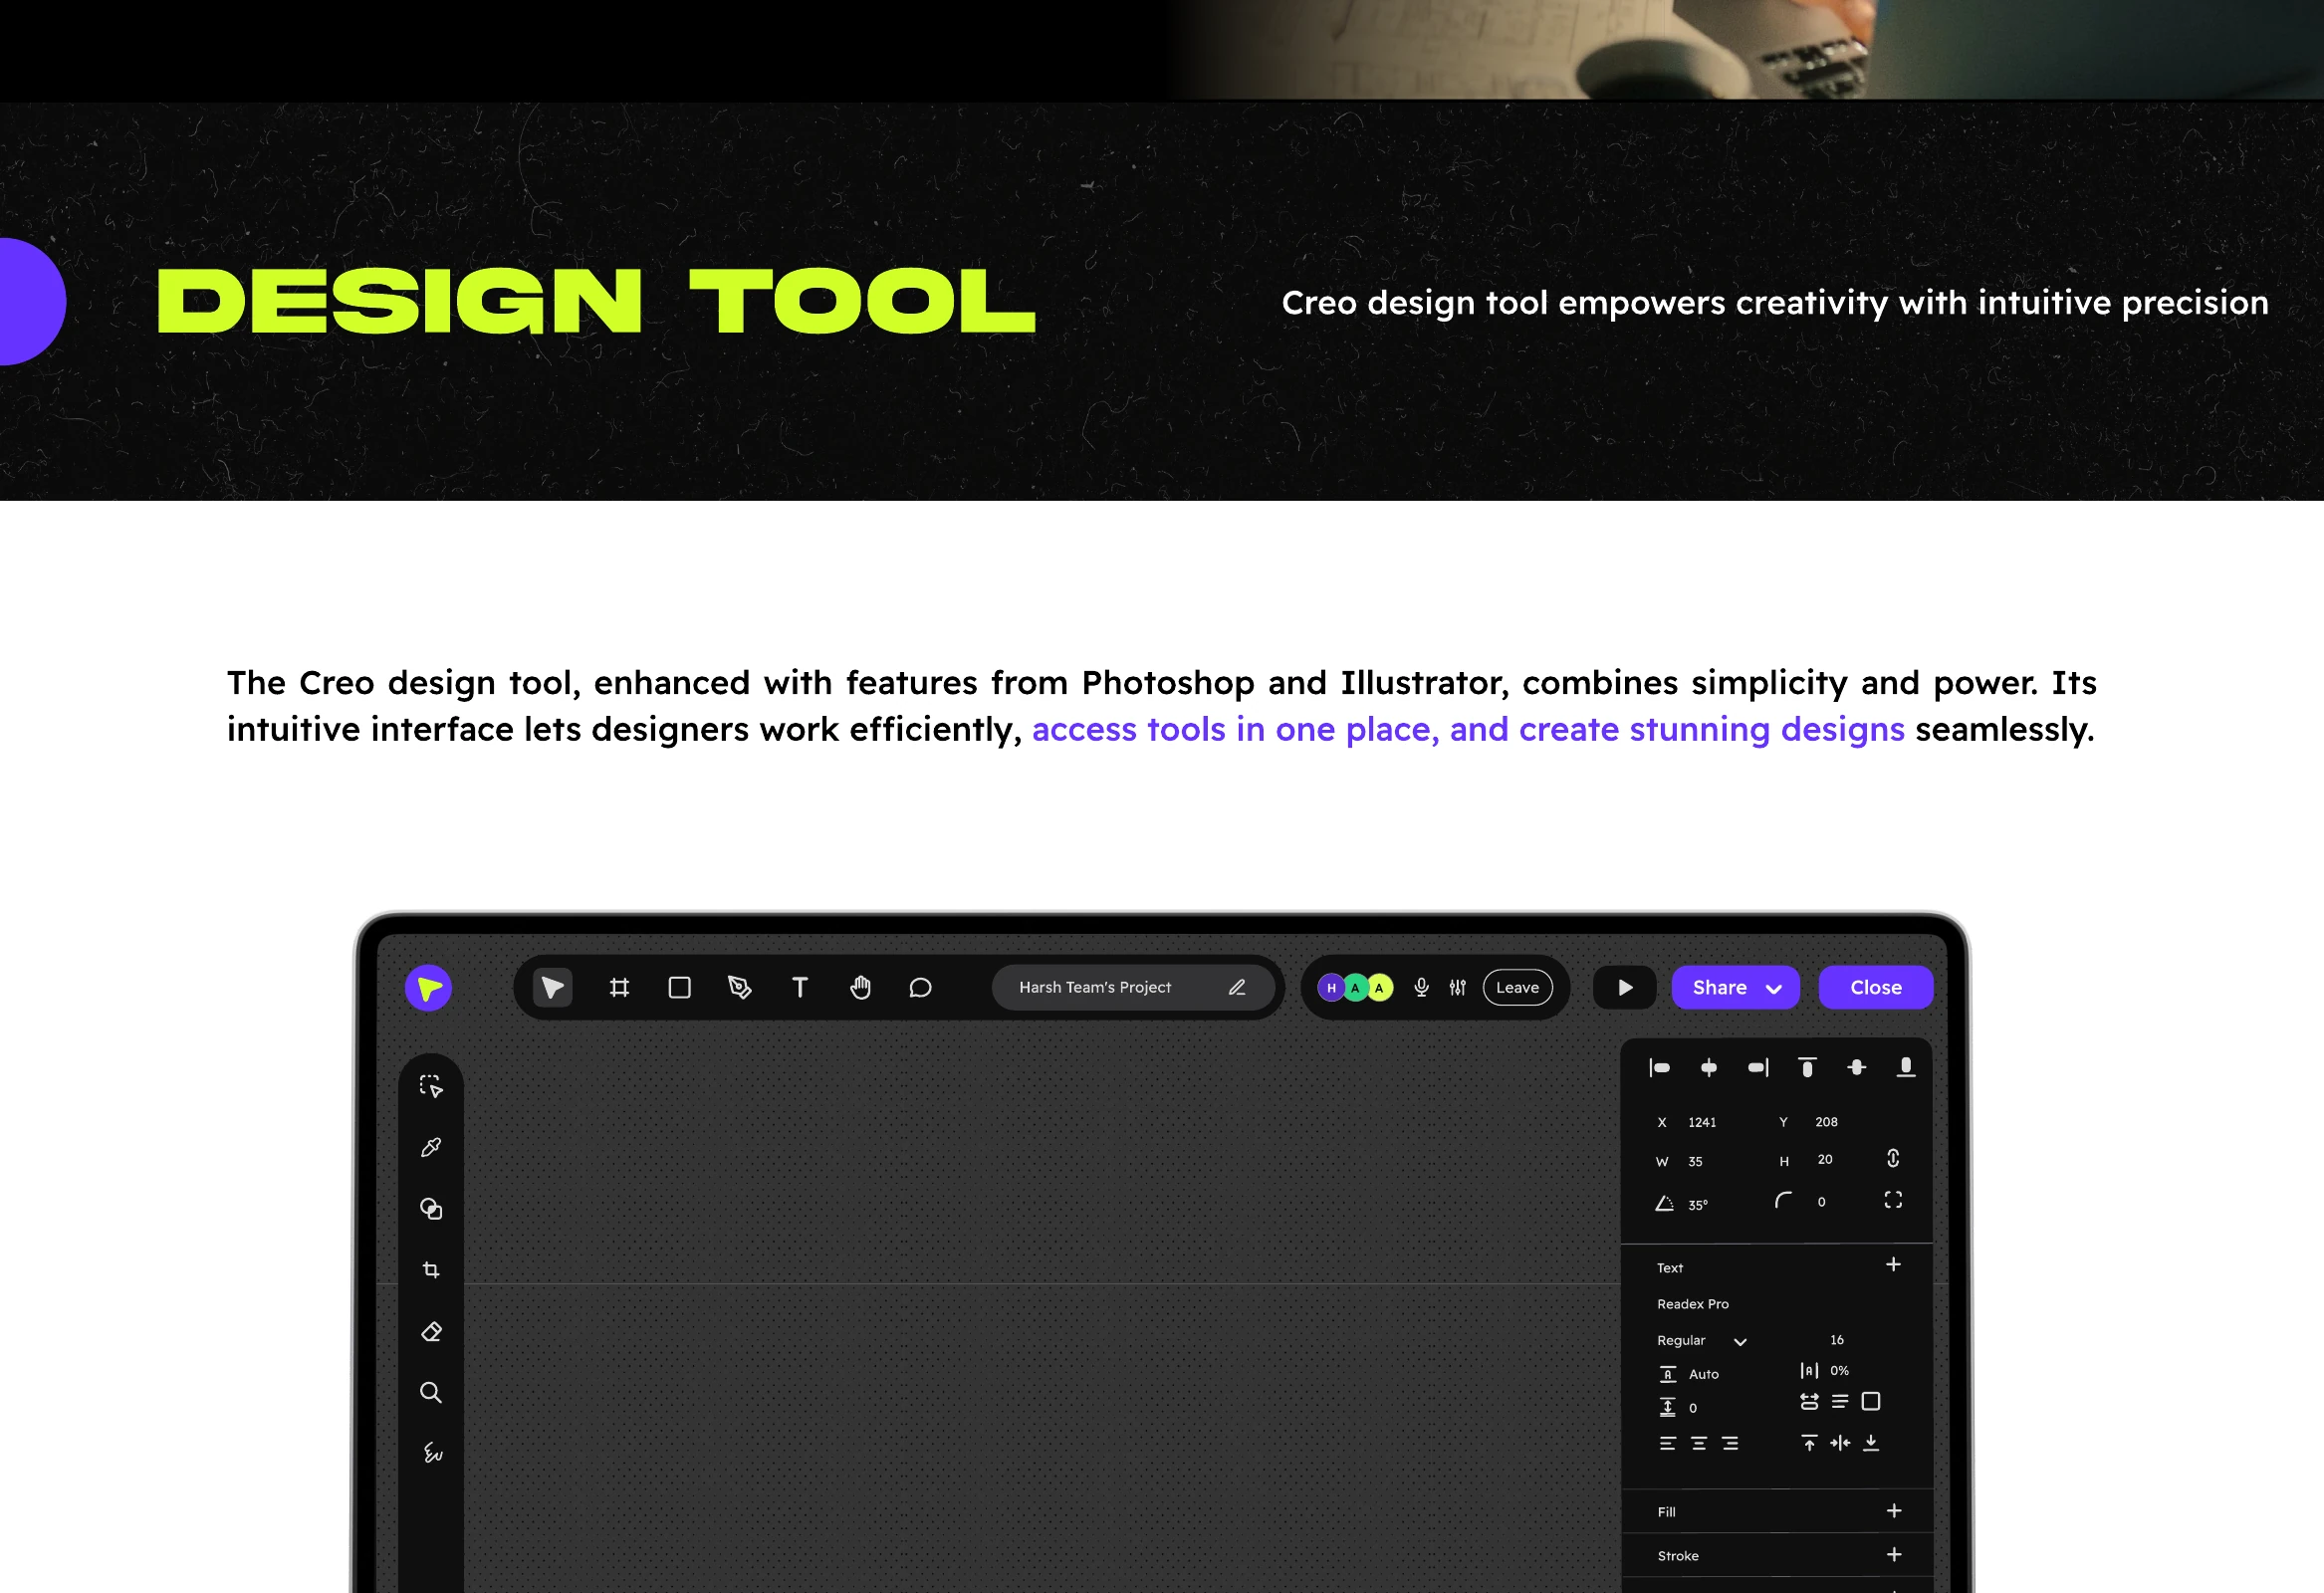 DESIGN TOOL
Creo design tool empowers creativity with intuitive precision
The Creo design tool, enhanced with features from Photoshop and Illustrator, combines simplicity and power. Its
intuitive interface lets designers work efficiently, access tools in one place, and create stunning designs seamlessly.
T
Harsh Team's Project
H A A
Leave
Share
Close
X 1241 Y 208
W 35 H 20
35° 0
Text
Readex Pro
Regular 16
Auto 0%
0
Fill
Stroke